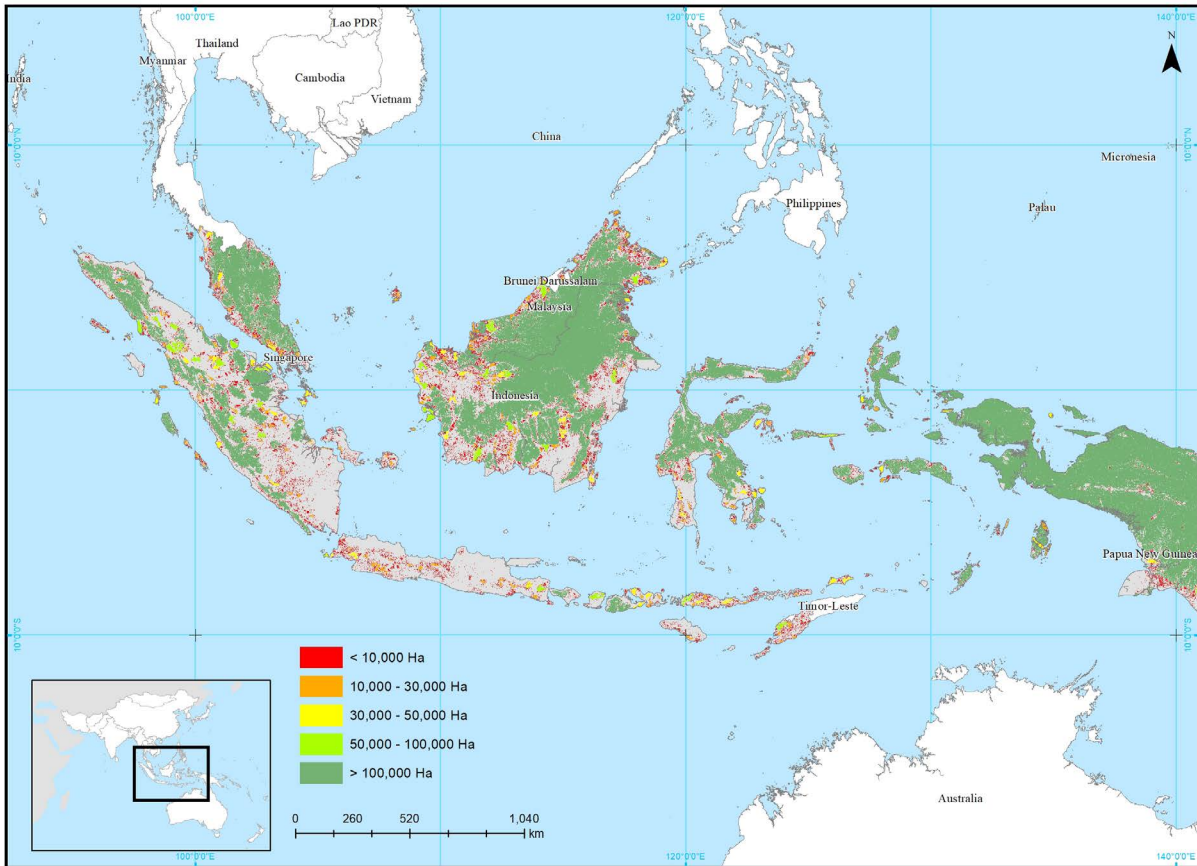 100°0'0"E
120°0'0"E
140°0'0"E
Lao PDR
Thailand
N
Myanmar
India
Cambodia
Vietnam
China
10°0'0"N
10°0'0"N
Micronesia
Philippines
Palau
Brunei Darussalam
Malaysia
Singapore
Indonesia
Papua New Guinea
Timor-Leste
10°0'0"S
10°0'0"S
< 10,000 Ha
10,000 - 30,000 Ha
30,000 - 50,000 Ha
50,000 - 100,000 Ha
> 100,000 Ha
Australia
0 260 520 1,040
km
100°0'0"E
120°0'0"E
140°0'0"E